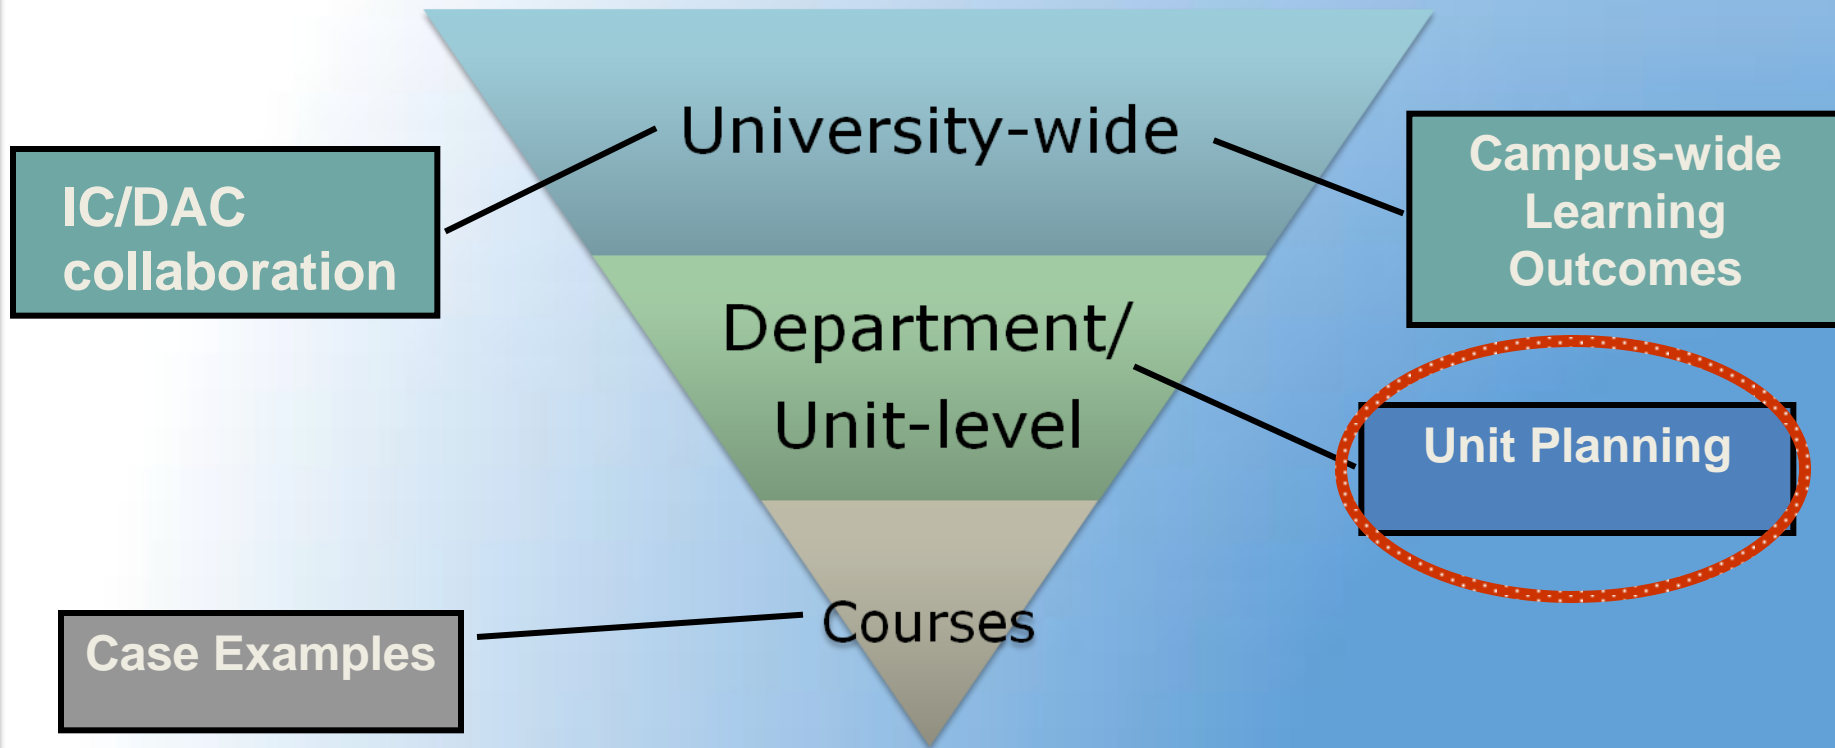 University-wide
IC/DAC
collaboration
Campus-wide
Learning
Outcomes
Department/
Unit-level
Unit Planning
Courses
Case Examples